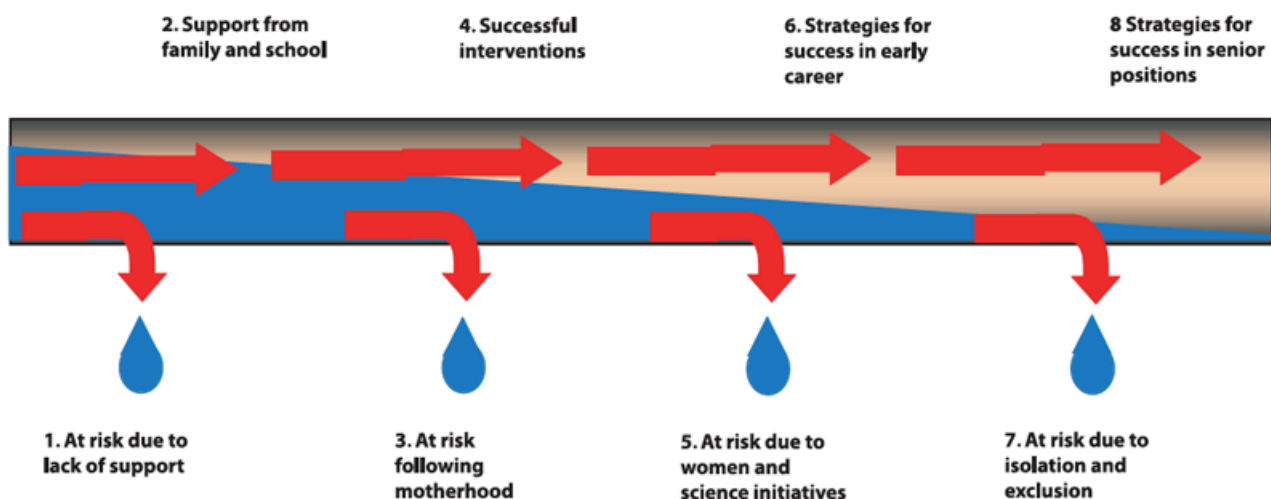 2. Support from
family and school
4. Successful
interventions
6. Strategies for
success in early
career
8 Strategies for
success in senior
positions
1. At risk due to
lack of support
3. At risk
following
motherhood
5. At risk due to
women and
science initiatives
7. At risk due to
isolation and
exclusion